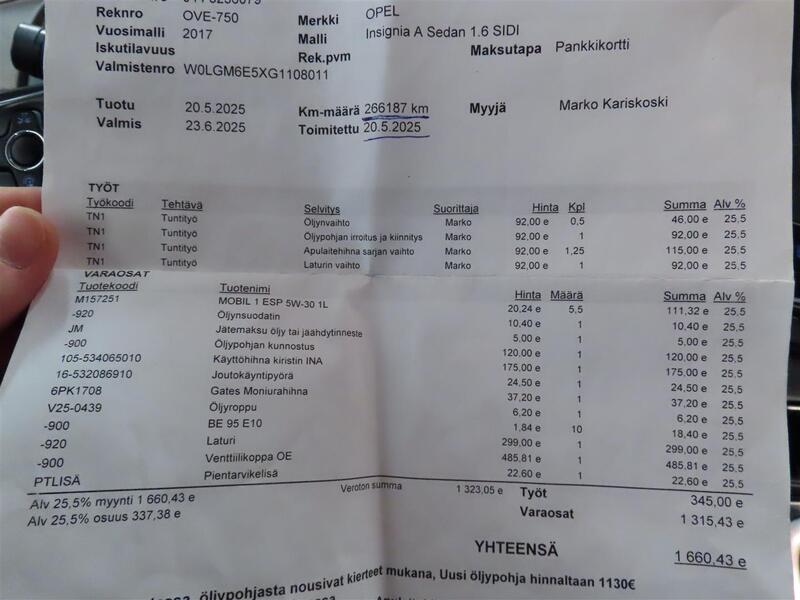 Reknro OVE-750 Merkki OPEL
Vuosimalli 2017 Malli Insignia A Sedan 1.6 SIDI
Iskutilavuus Rek.pvm Maksutapa Pankkikortti
Valmistenro W0LGM6E5XG1108011
Tuotu 20.5.2025 Km-määrä 266187 km Myyjä Marko Kariskoski
Valmis 23.6.2025 Toimitettu 20.5.2025
TYÖT
Työkoodi Tehtävä Selvitys Suorittaja Hinta Kpl Summa Alv %
TN1 Tuntityö Öljynvaihto Marko 92,00 e 0,5 46,00 e 25,5
TN1 Tuntityö Öljypohjan irroitus ja kiinnitys Marko 92,00 e 1 92,00 e 25,5
TN1 Tuntityö Apulaitehihna sarjan vaihto Marko 92,00 e 1,25 115,00 e 25,5
TN1 Tuntityö Laturin vaihto Marko 92,00 e 1 92,00 e 25,5
VARAOSAT
Tuotekoodi Tuotenimi Hinta Määrä Summa Alv %
M157251 MOBIL 1 ESP 5W-30 1L 20,24 e 5,5 111,32 e 25,5
-920 Öljynsuodatin 10,40 e 1 10,40 e 25,5
JM Jätemaksu öljy tai jäähdytinneste 5,00 e 1 5,00 e 25,5
-900 Öljypohjan kunnostus 120,00 e 1 120,00 e 25,5
105-534065010 Käyttöhihna kiristin INA 175,00 e 1 175,00 e 25,5
16-532086910 Joutokäyntipyörä 24,50 e 1 24,50 e 25,5
6PK1708 Gates Moniurahihna 37,20 e 1 37,20 e 25,5
V25-0439 Öljyroppu 6,20 e 1 6,20 e 25,5
-900 BE 95 E10 1,84 e 10 18,40 e 25,5
-920 Laturi 299,00 e 1 299,00 e 25,5
-900 Venttiilikoppa OE 485,81 e 1 485,81 e 25,5
PTLISÄ Pientarvikelisä 22,60 e 1 22,60 e 25,5
Alv 25,5% myynti 1 660,43 e Veroton summa 1 323,05 e Työt 345,00 e
Alv 25,5% osuus 337,38 e Varaosat 1 315,43 e
YHTEENSÄ 1 660,43 e
öljypohjasta nousivat kierteet mukana, Uusi öljypohja hinnaltaan 1130€